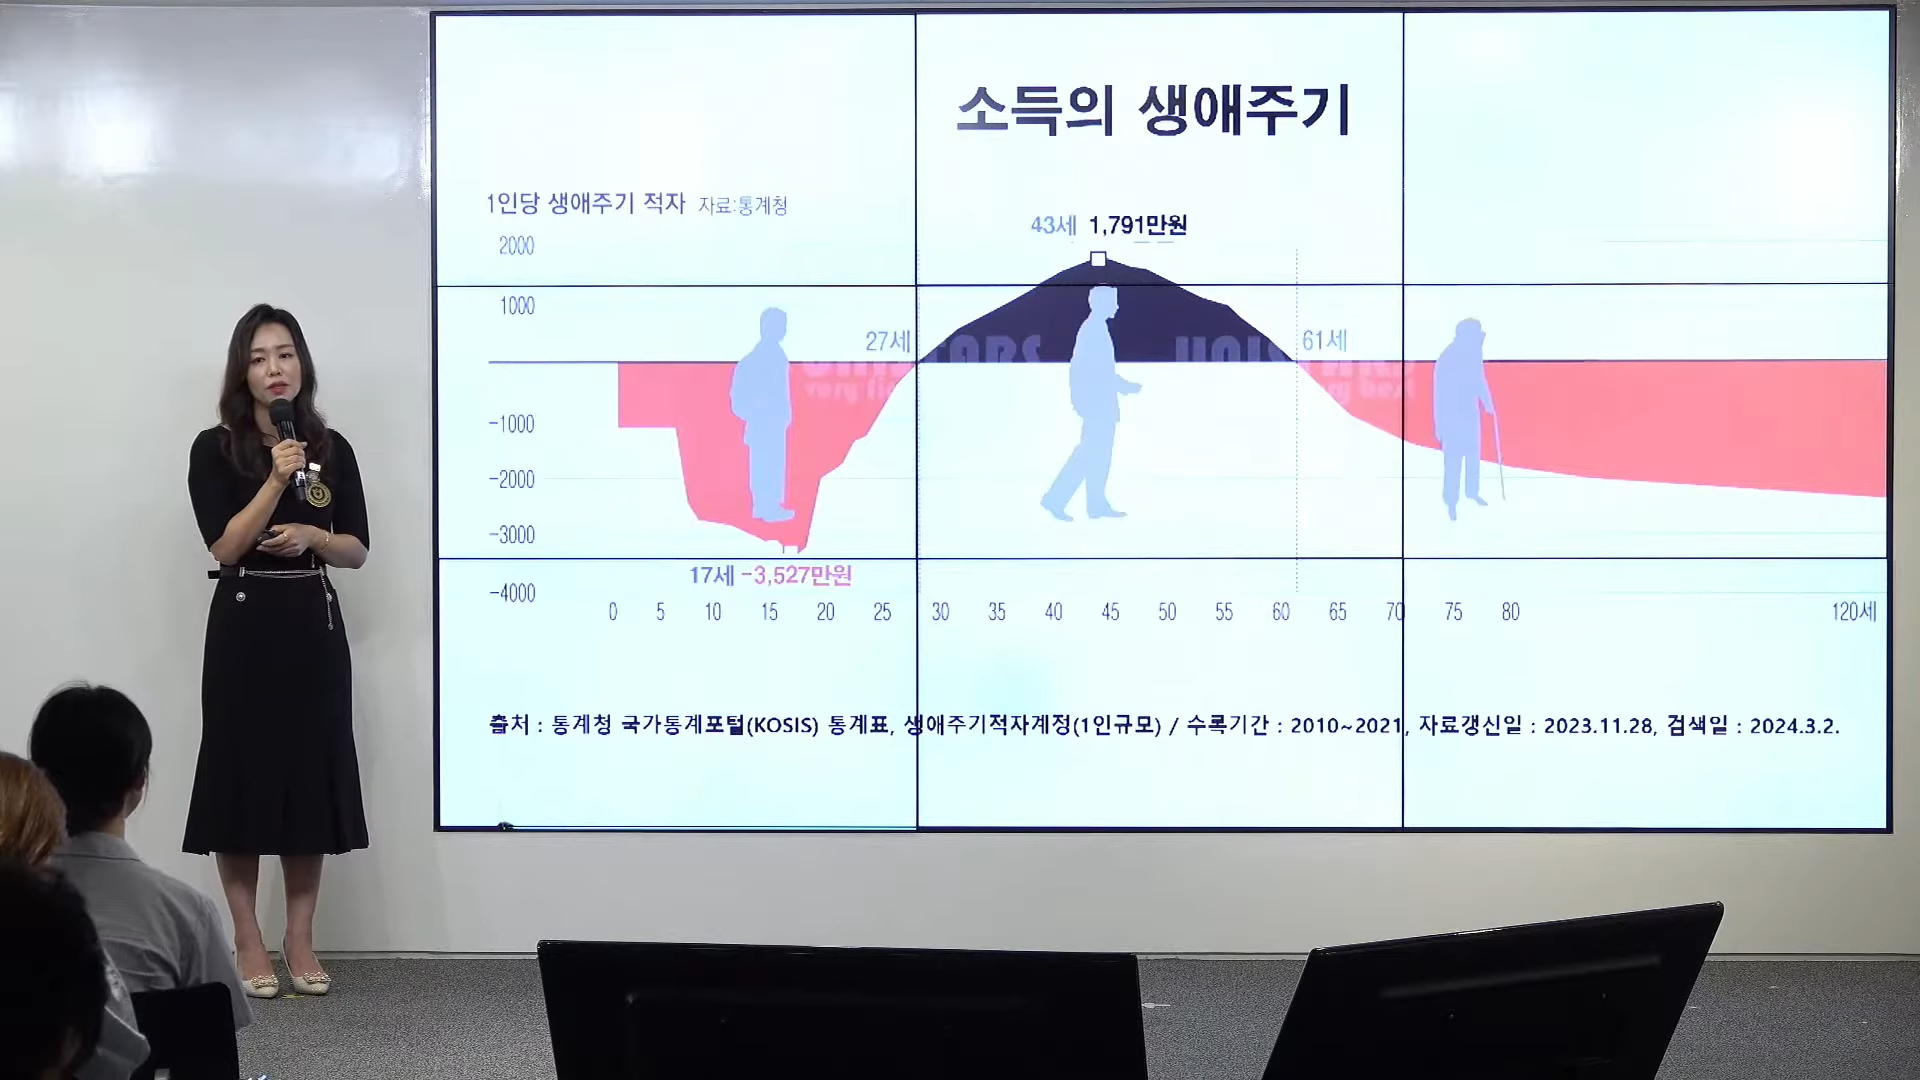 소득의 생애주기
1인당 생애주기 적자 자료:통계청
43세 1,791만원
2000
1000
27세
61세
-1000
-2000
-3000
17세 -3,527만원
-4000
0 5 10 15 20 25 30 35 40 45 50 55 60 65 70 75 80 120세
출처 : 통계청 국가통계포털(KOSIS) 통계표, 생애주기적자계정(1인규모) / 수록기간 : 2010~2021, 자료갱신일 : 2023.11.28, 검색일 : 2024.3.2.